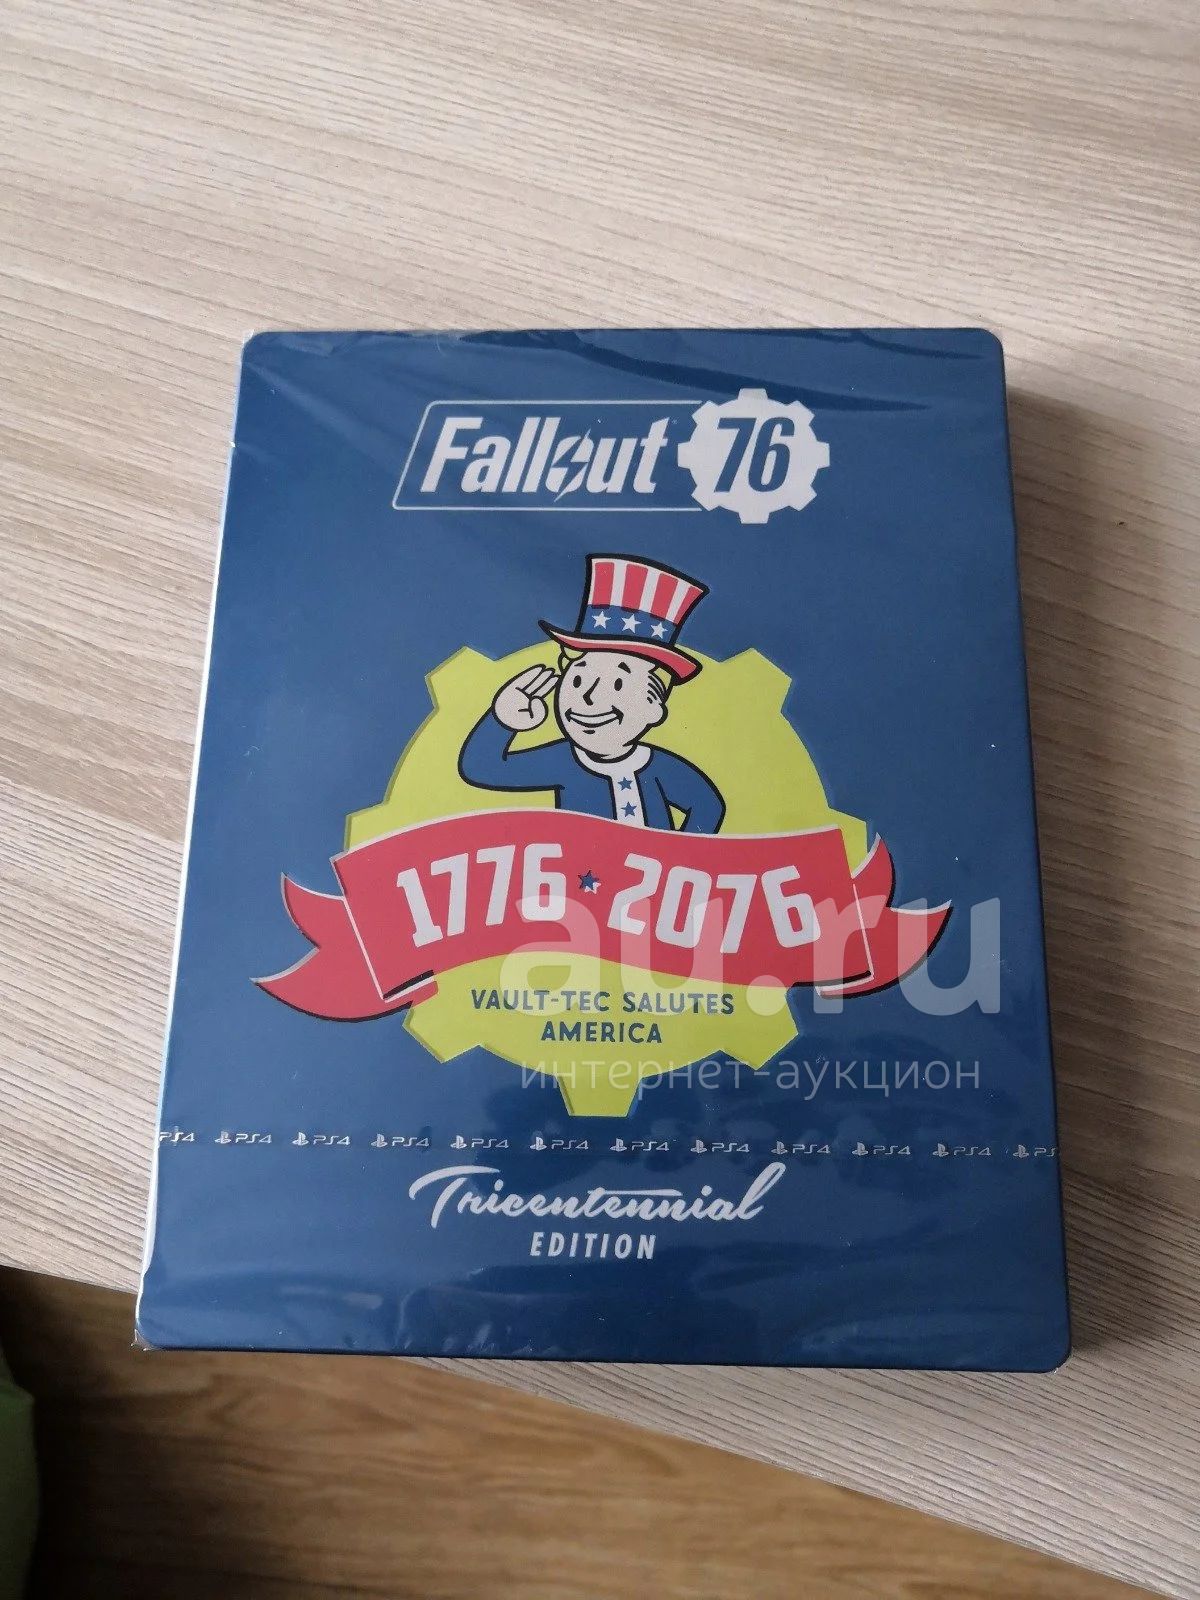 Fallout 76
1776 ★ 2076
VAULT-TEC SALUTES
AMERICA
au.ru
интернет-аукцион
PS4 PS4 PS4 PS4 PS4 PS4 PS4 PS4 PS4 PS4 PS4 PS
Tricentennial
EDITION